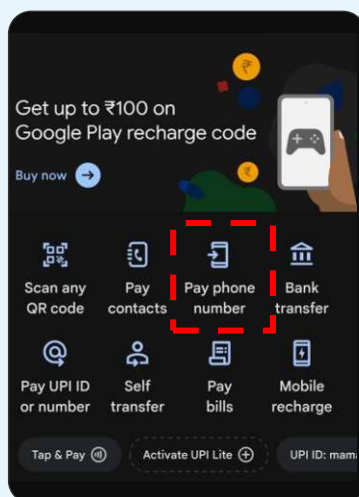 Get up to ₹100 on
Google Play recharge code
Buy now
Scan any
QR code
Pay
contacts
Pay phone
number
Bank
transfer
Pay UPI ID
or number
Self
transfer
Pay
bills
Mobile
recharge
Tap & Pay
Activate UPI Lite
UPI ID: mam